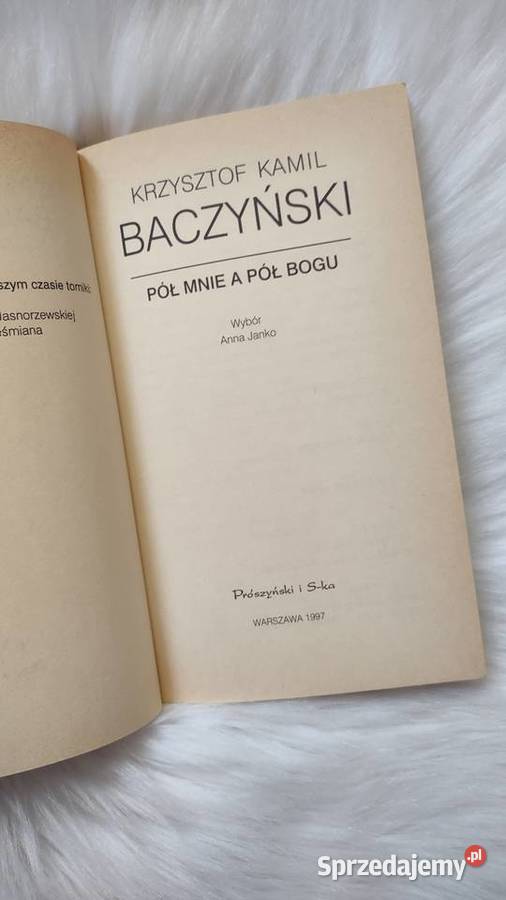 szym czasie tomiki:
Jasnorzewskiej
eśmiana
KRZYSZTOF KAMIL
BACZYŃSKI
PÓŁ MNIE A PÓŁ BOGU
Wybór
Anna Janko
Prószyński i S-ka
WARSZAWA 1997
Sprzedajemy.pl